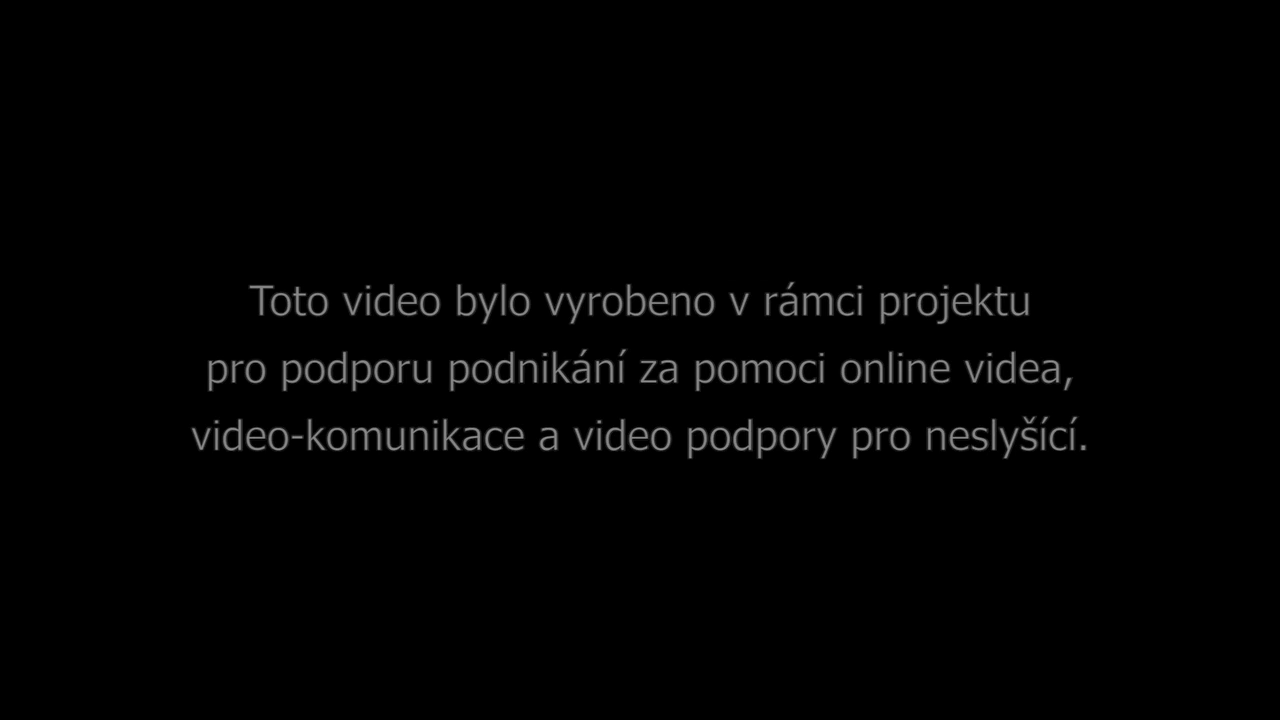 Toto video bylo vyrobeno v rámci projektu
pro podporu podnikání za pomoci online videa,
video-komunikace a video podpory pro neslyšící.